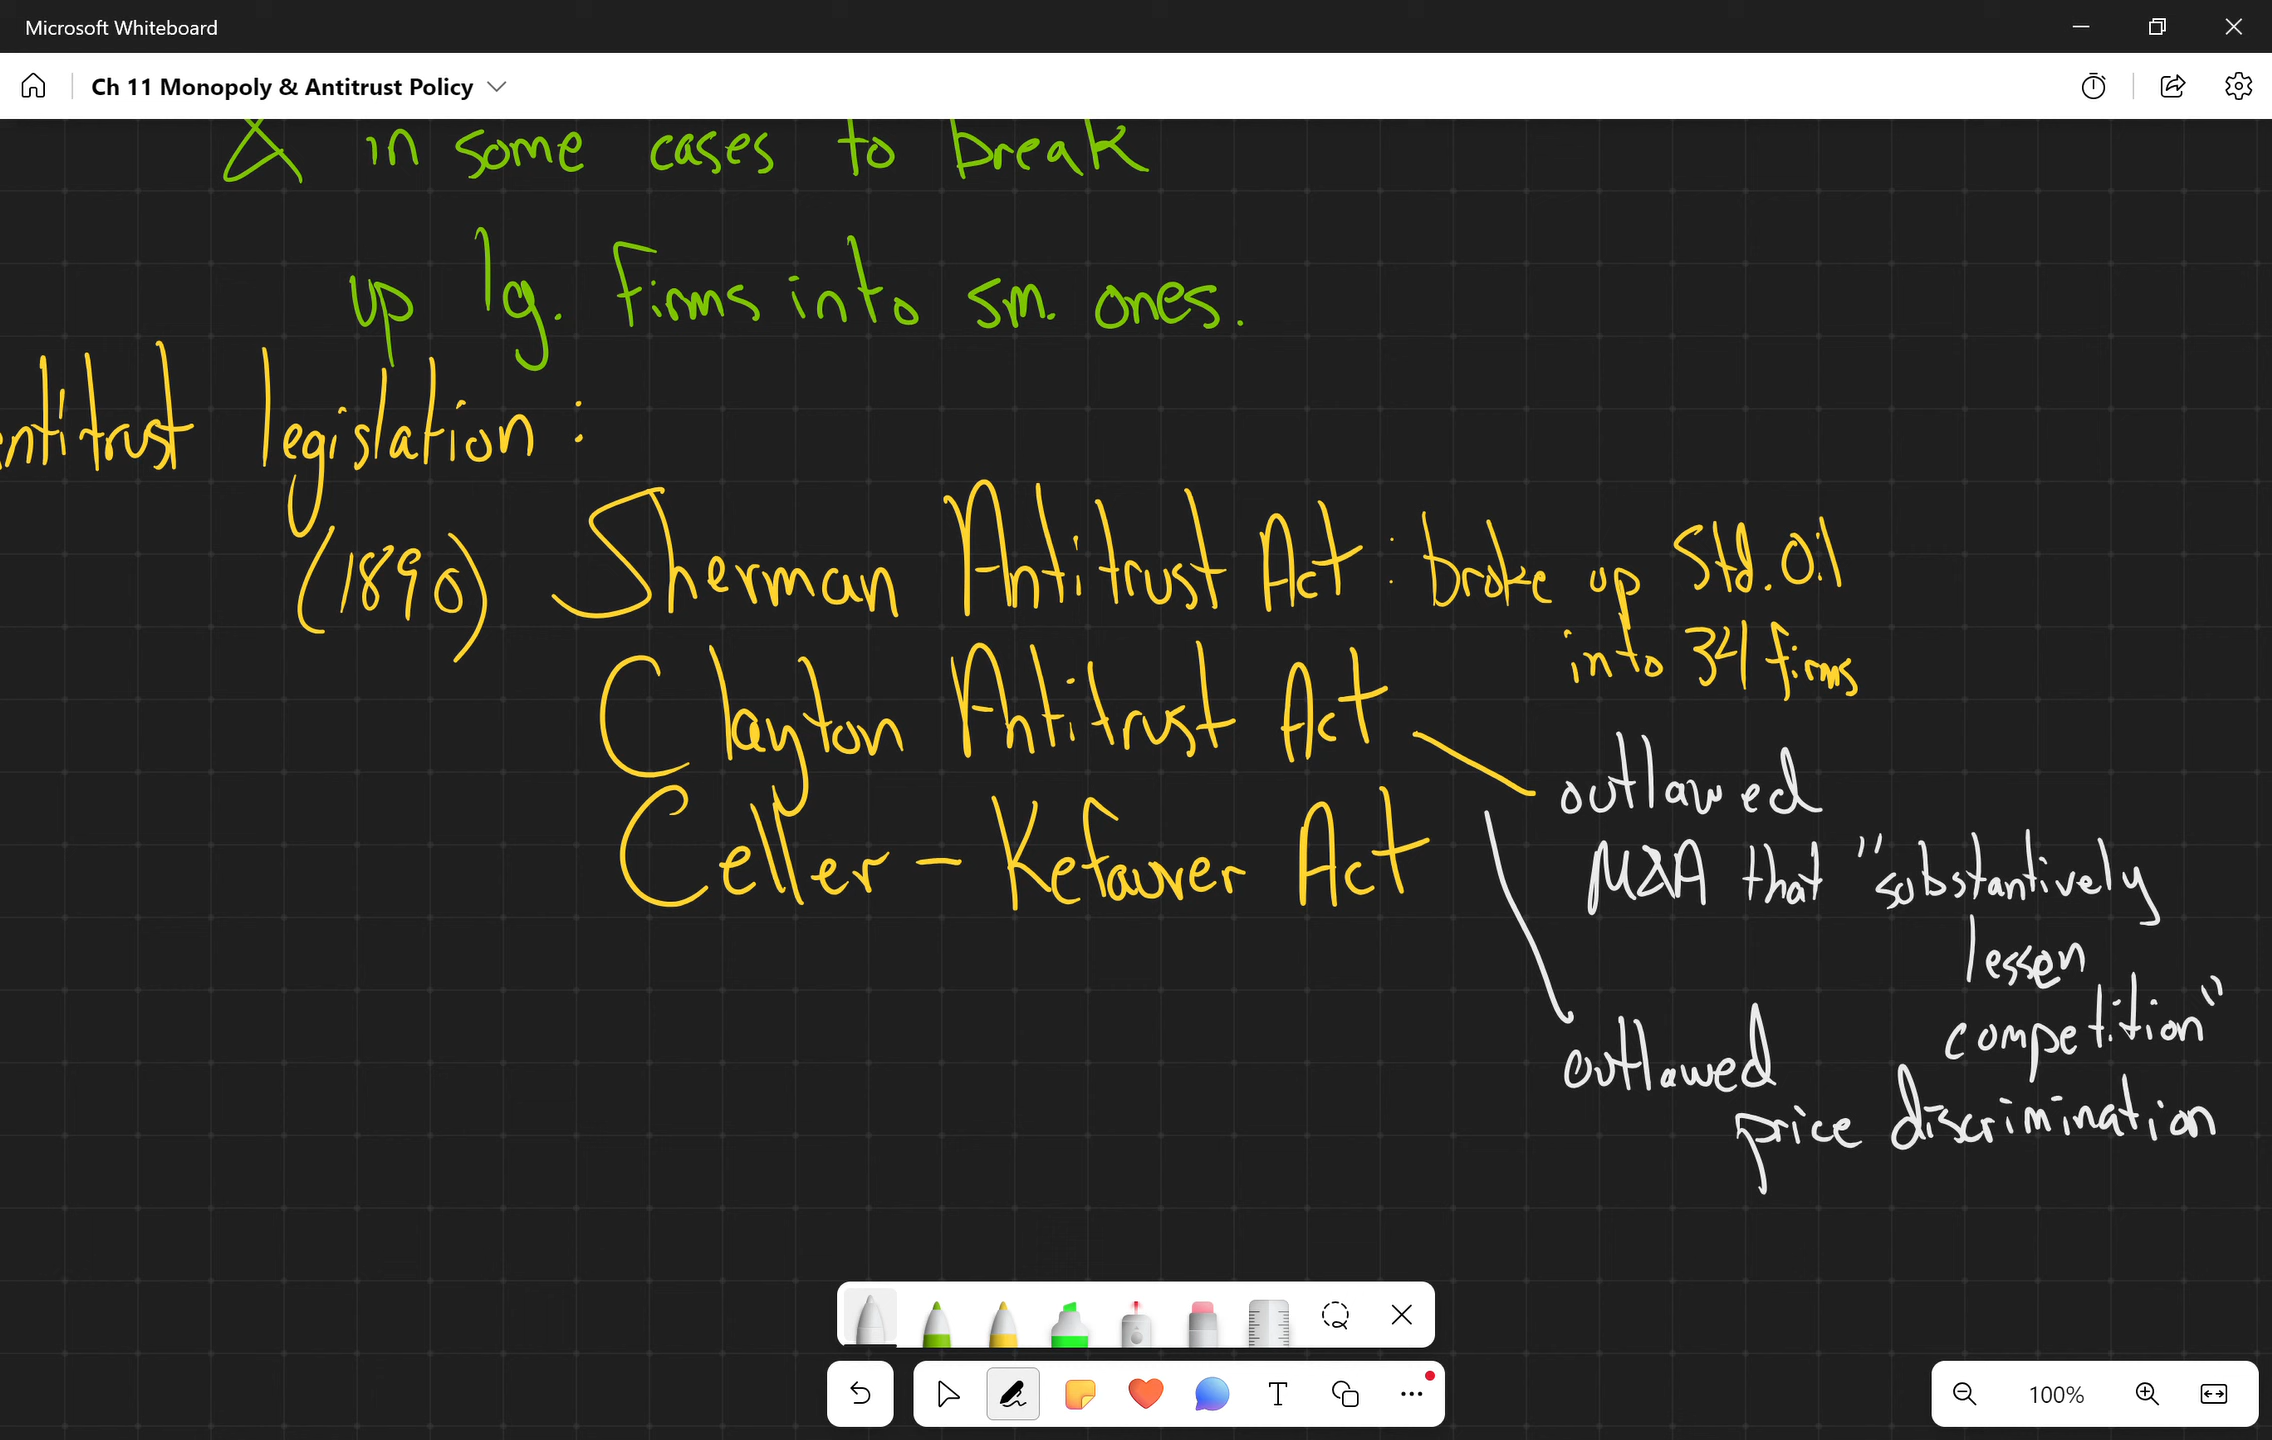 Microsoft Whiteboard
Ch 11 Monopoly & Antitrust Policy
& in some cases to break
up lg. firms into sm. ones.
antitrust legislation:
(1890) Sherman Antitrust Act: broke up Std. Oil
into 34 firms
Clayton Antitrust Act
outlawed
M&A that "substantively
lessen
competition"
Celler-Kefauver Act
outlawed
price discrimination
100%